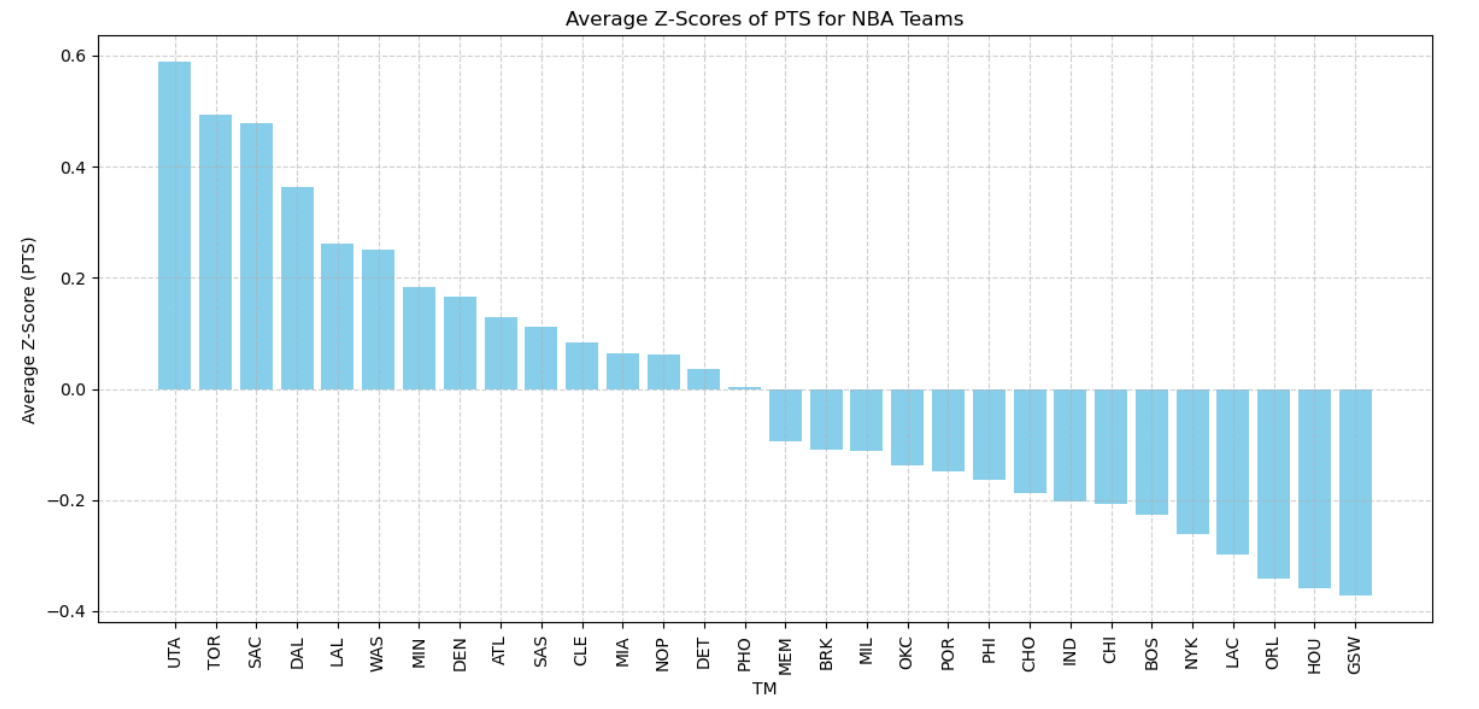 Average Z-Scores of PTS for NBA Teams
Average Z-Score (PTS)
0.6
0.4
0.2
0.0
−0.2
−0.4
UTA TOR SAC DAL LAL WAS MIN DEN ATL SAS CLE MIA NOP DET PHO MEM BRK MIL OKC POR PHI CHO IND CHI BOS NYK LAC ORL HOU GSW
TM